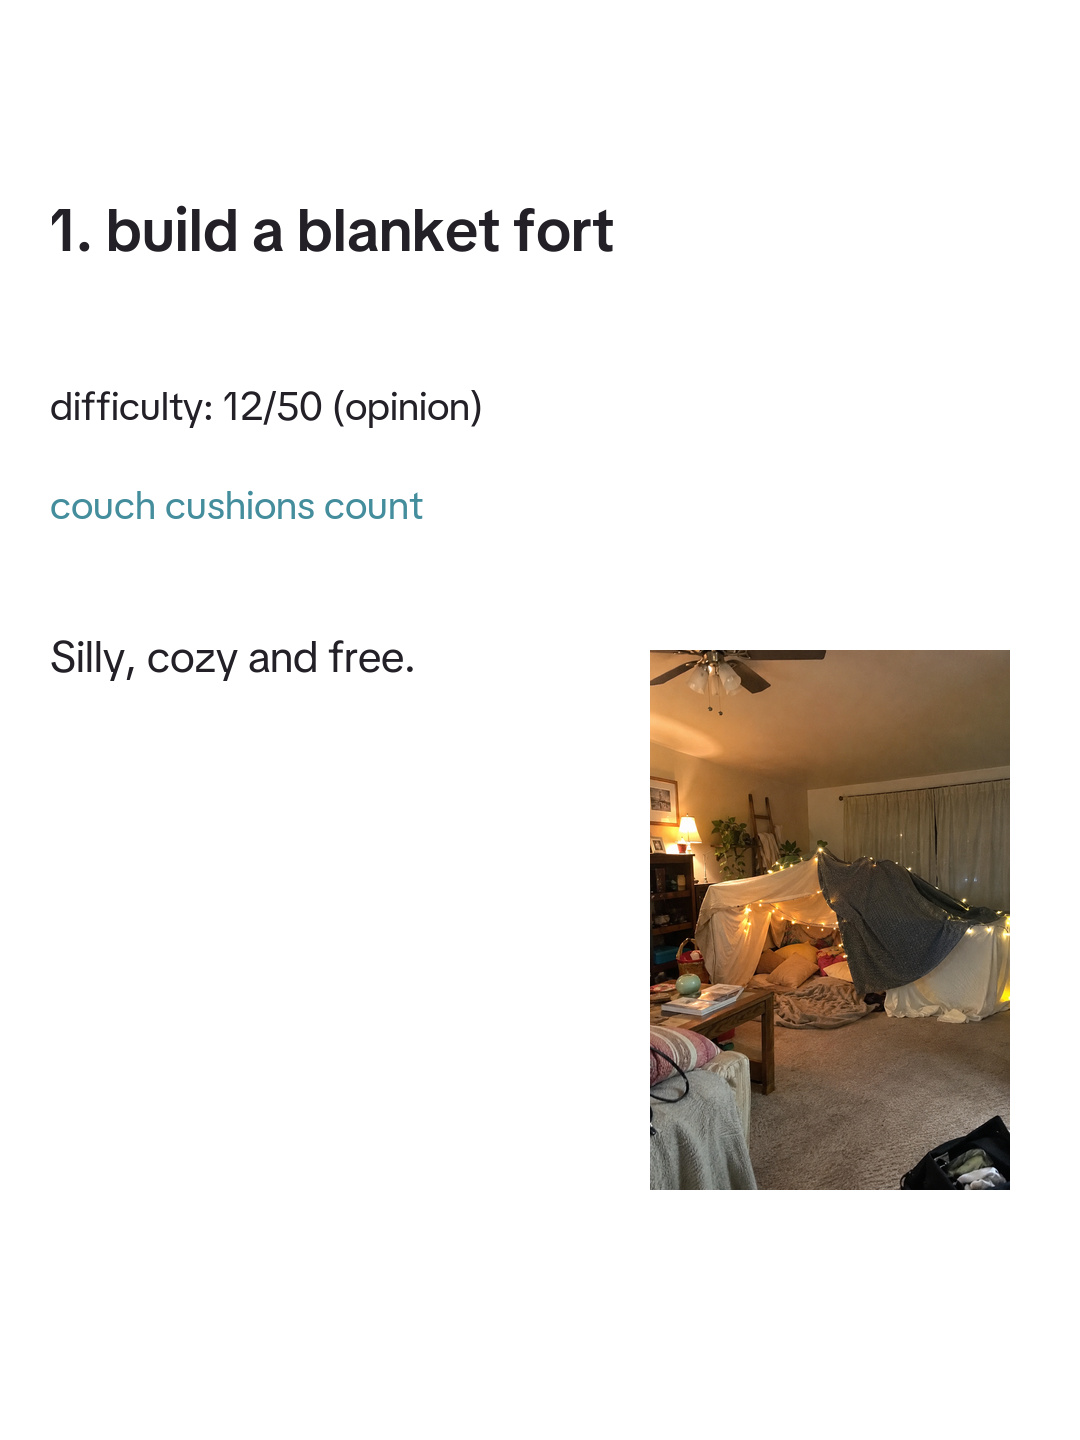 1. build a blanket fort
difficulty: 12/50 (opinion)
couch cushions count
Silly, cozy and free.